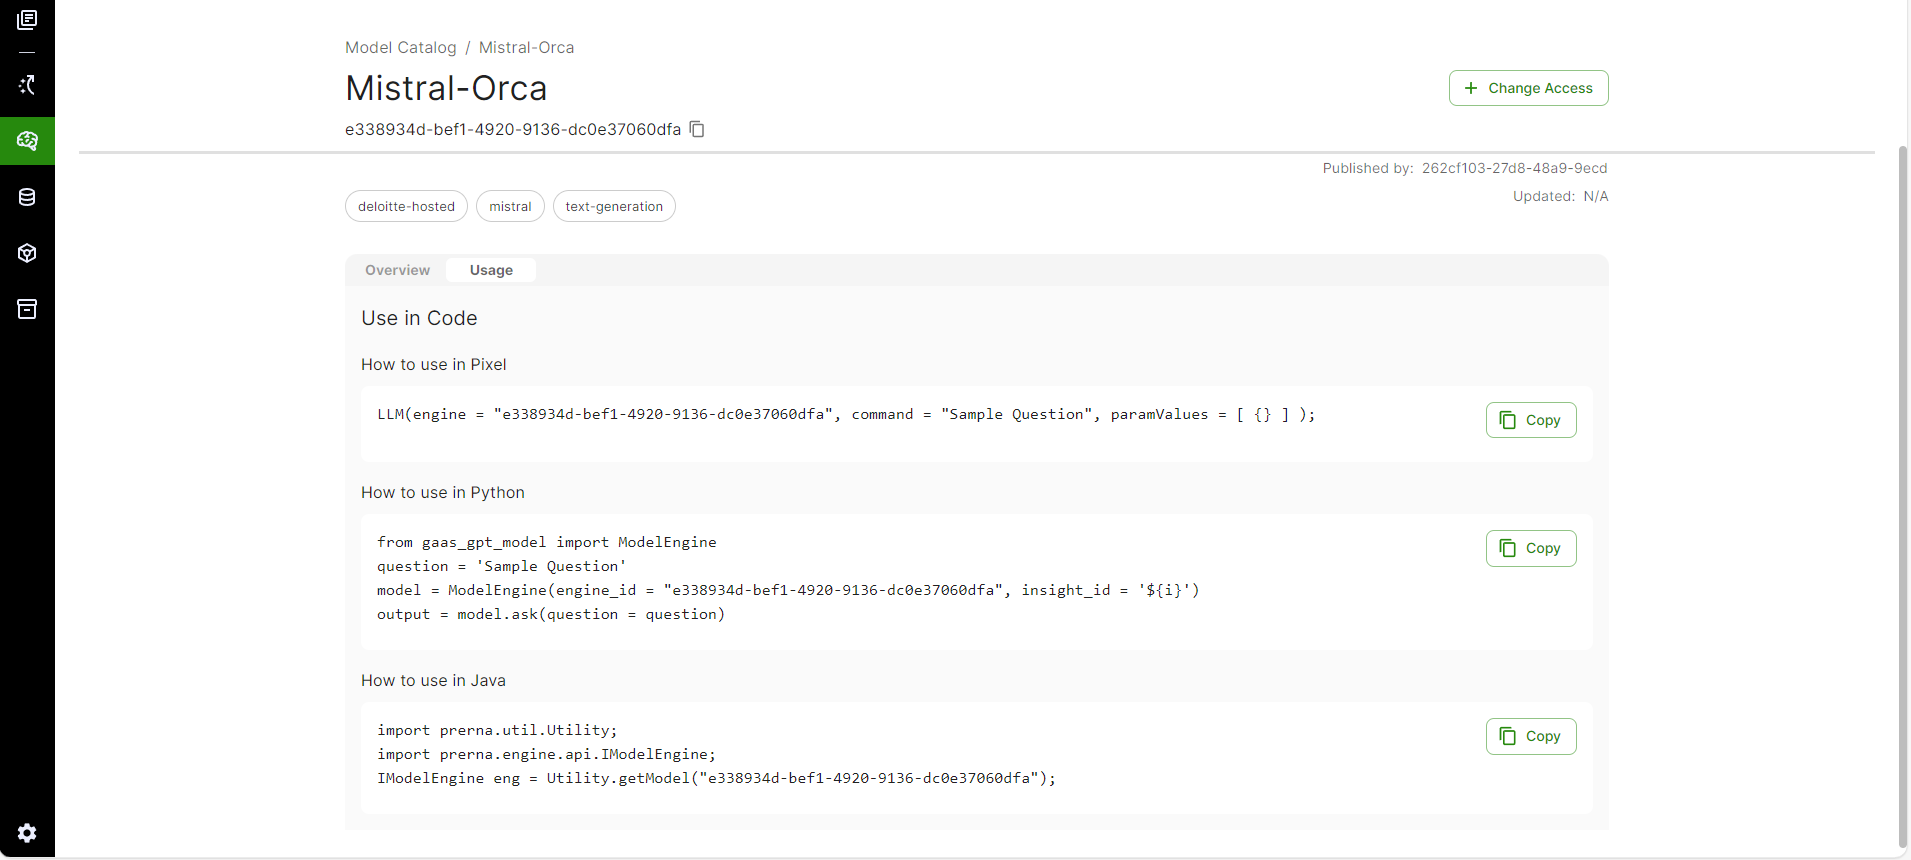 Model Catalog / Mistral-Orca
Mistral-Orca
Change Access
e338934d-bef1-4920-9136-dc0e37060dfa
Published by: 262cf103-27d8-48a9-9ecd
Updated: N/A
deloitte-hosted mistral text-generation
Overview Usage
Use in Code
How to use in Pixel
LLM(engine = "e338934d-bef1-4920-9136-dc0e37060dfa", command = "Sample Question", paramValues = [ {} ] );
Copy
How to use in Python
from gaas_gpt_model import ModelEngine
question = 'Sample Question'
model = ModelEngine(engine_id = "e338934d-bef1-4920-9136-dc0e37060dfa", insight_id = '${i}')
output = model.ask(question = question)
Copy
How to use in Java
import prerna.util.Utility;
import prerna.engine.api.IModelEngine;
IModelEngine eng = Utility.getModel("e338934d-bef1-4920-9136-dc0e37060dfa");
Copy